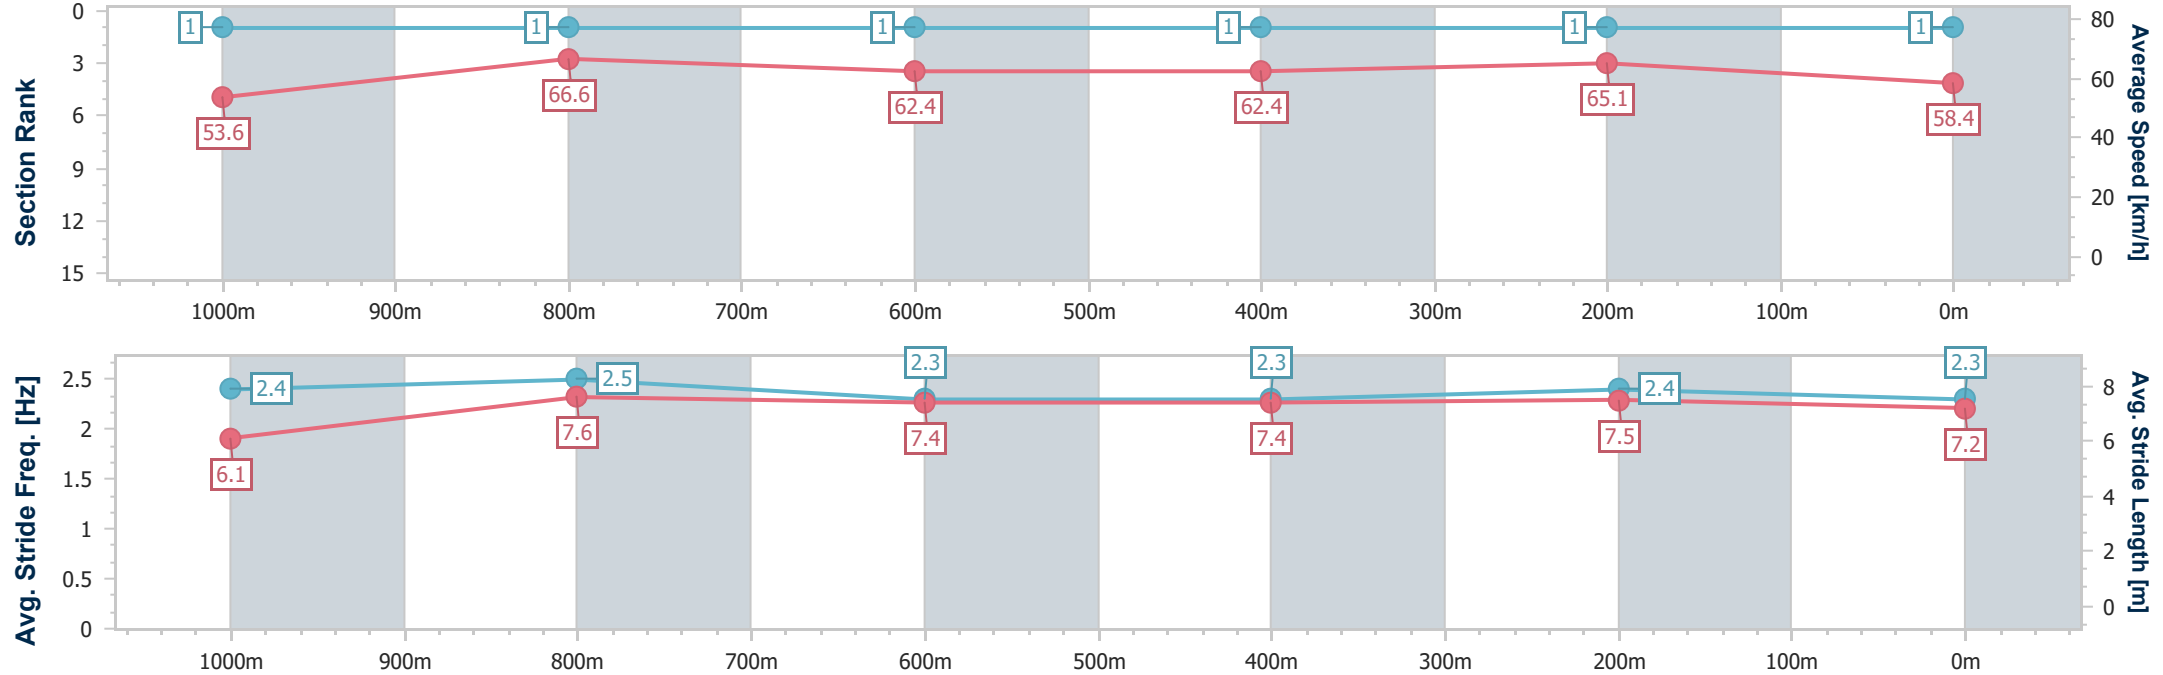 Section Rank
0
3
6
9
12
15
1 1 1 1 1 1
53.6 66.6 62.4 62.4 65.1 58.4
80
60
40
20
0
Average Speed [km/h]
1000m 900m 800m 700m 600m 500m 400m 300m 200m 100m 0m
Avg. Stride Freq. [Hz]
2.5
2
1.5
1
0.5
0
2.4 2.5 2.3 2.3 2.4 2.3
6.1 7.6 7.4 7.4 7.5 7.2
8
6
4
2
0
Avg. Stride Length [m]
1000m 900m 800m 700m 600m 500m 400m 300m 200m 100m 0m